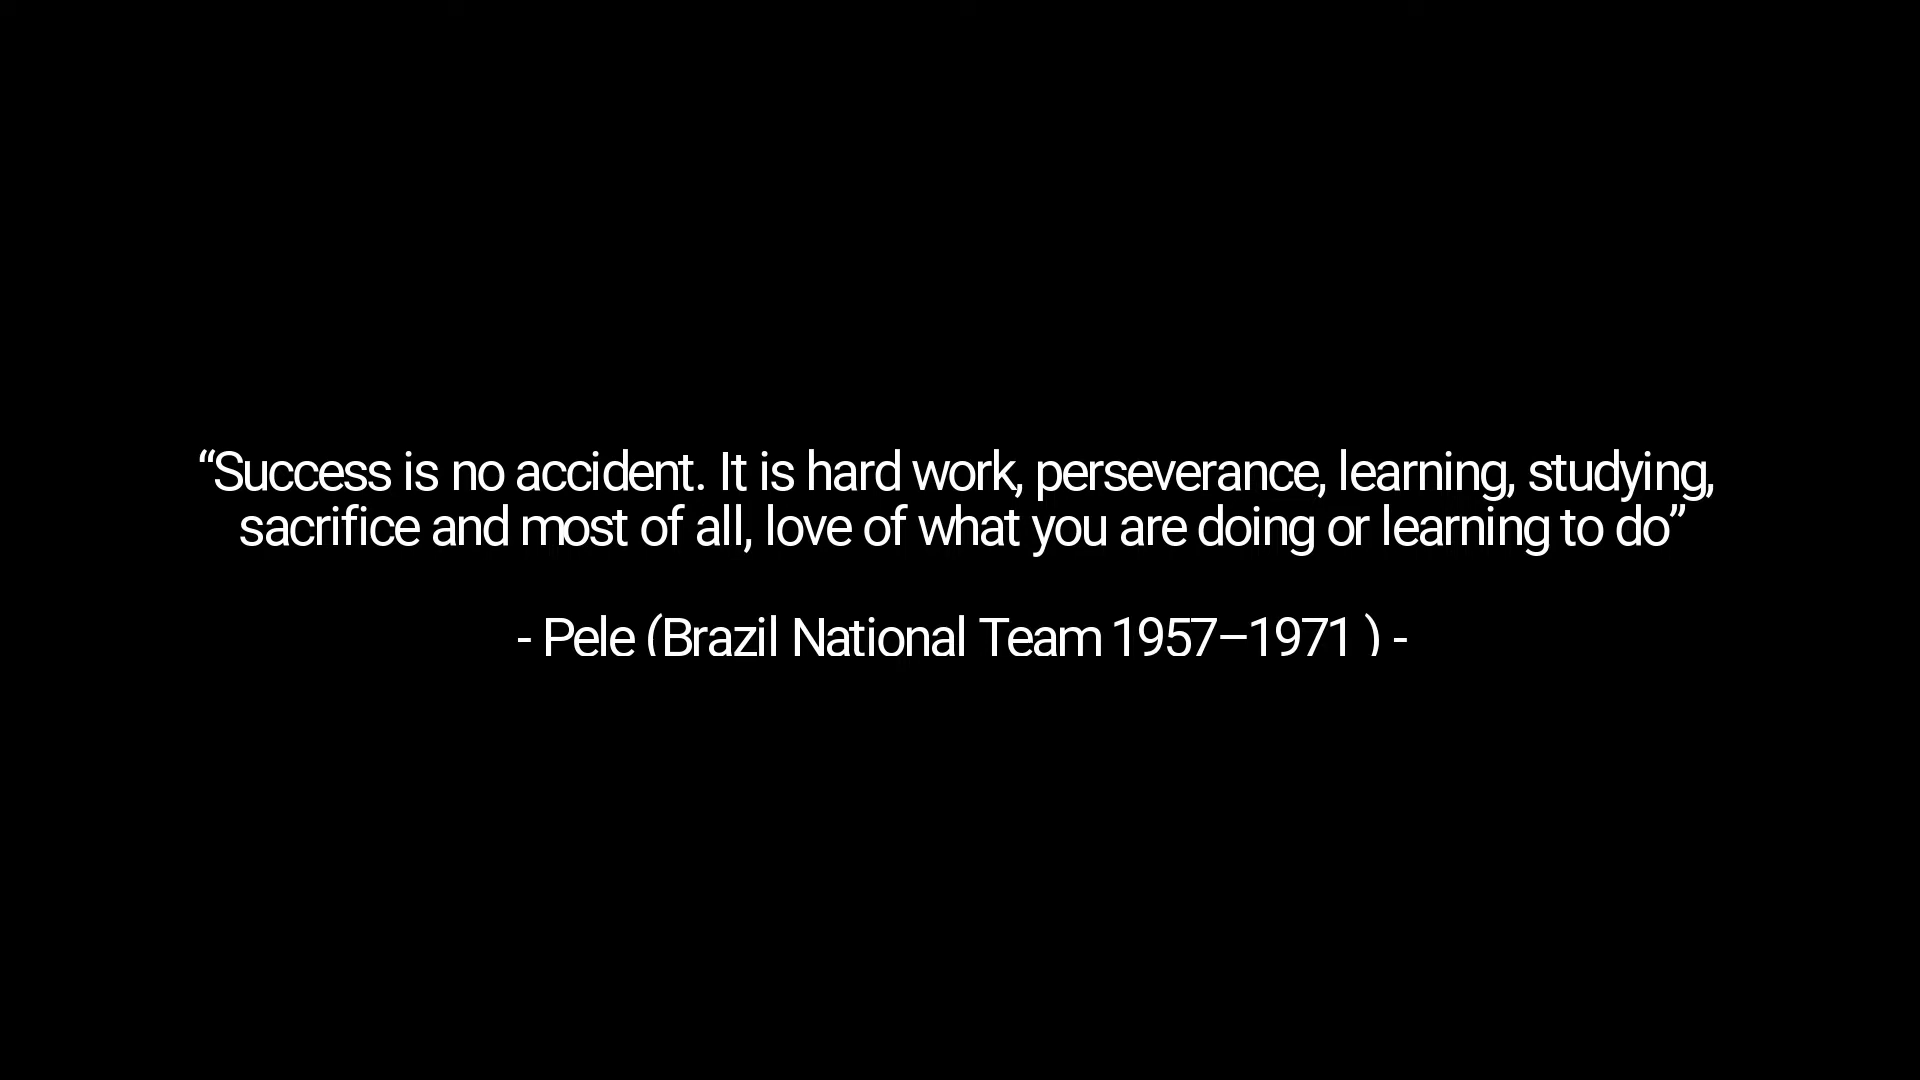 “Success is no accident. It is hard work, perseverance, learning, studying,
sacrifice and most of all, love of what you are doing or learning to do”
- Pele (Brazil National Team 1957–1971 ) -